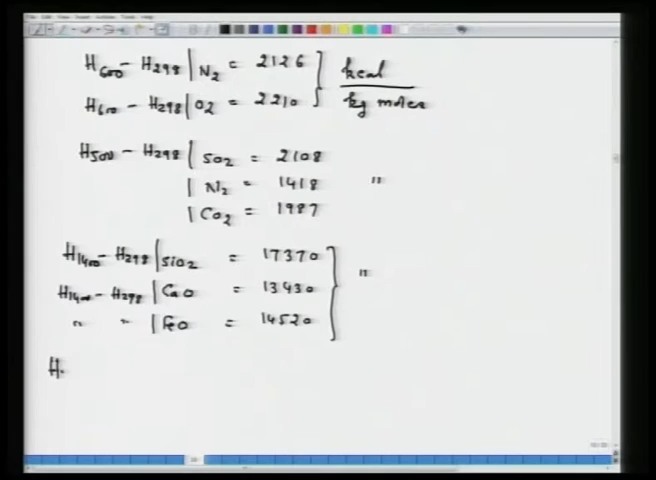 H600 - H298 | N2 = 2126
H600 - H298 | O2 = 2210 } kcal / kg moles
H500 - H298 | SO2 = 2108
| N2 = 1418 "
| CO2 = 1987
H1400 - H298 | SiO2 = 17370
H1400 - H298 | CaO = 13430 } "
" " | FeO = 14520
H.